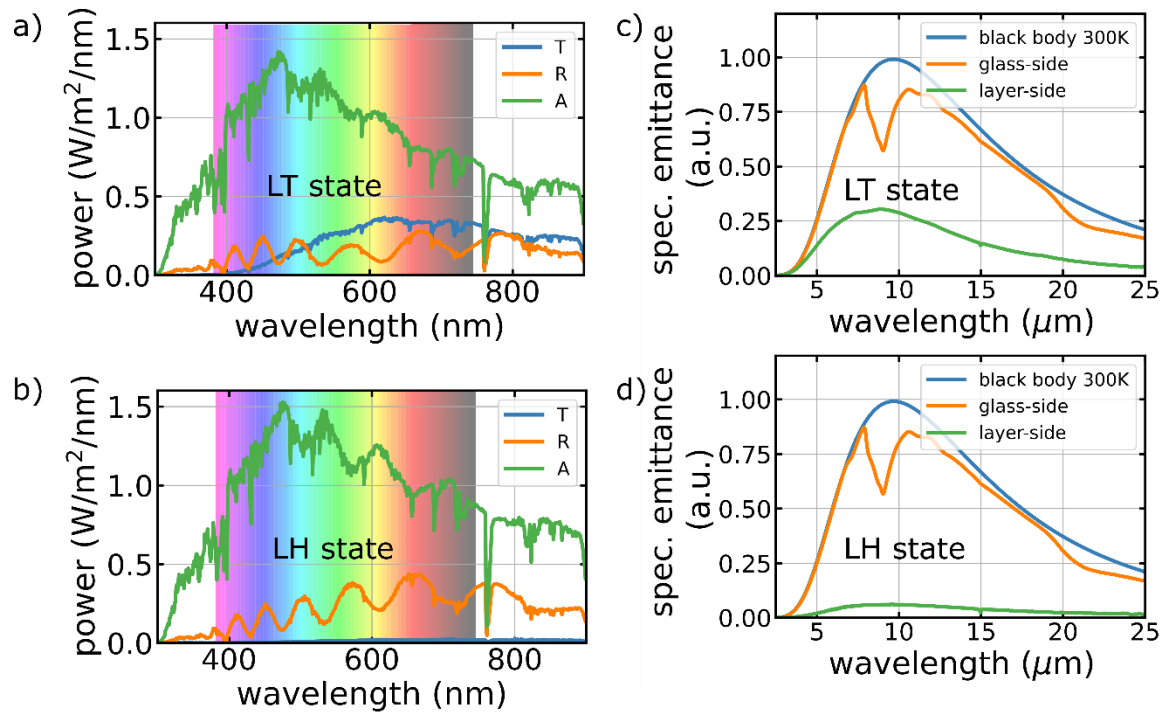 a)
power (W/m²/nm)
1.5
1.0
0.5
0.0
T
R
A
LT state
400
600
800
wavelength (nm)
b)
power (W/m²/nm)
1.5
1.0
0.5
0.0
T
R
A
LH state
400
600
800
wavelength (nm)
c)
spec. emittance
(a.u.)
1.00
0.75
0.50
0.25
0.00
black body 300K
glass-side
layer-side
LT state
5
10
15
20
25
wavelength (μm)
d)
spec. emittance
(a.u.)
1.00
0.75
0.50
0.25
0.00
black body 300K
glass-side
layer-side
LH state
5
10
15
20
25
wavelength (μm)